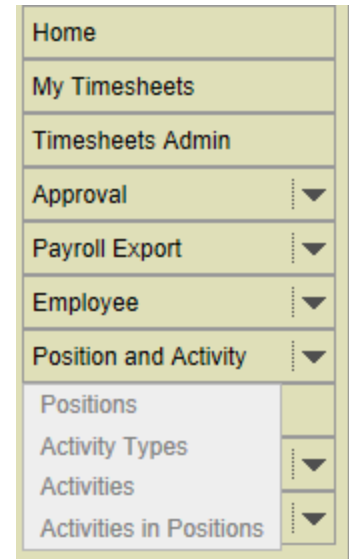 Home
My Timesheets
Timesheets Admin
Approval
Payroll Export
Employee
Position and Activity
Positions
Activity Types
Activities
Activities in Positions